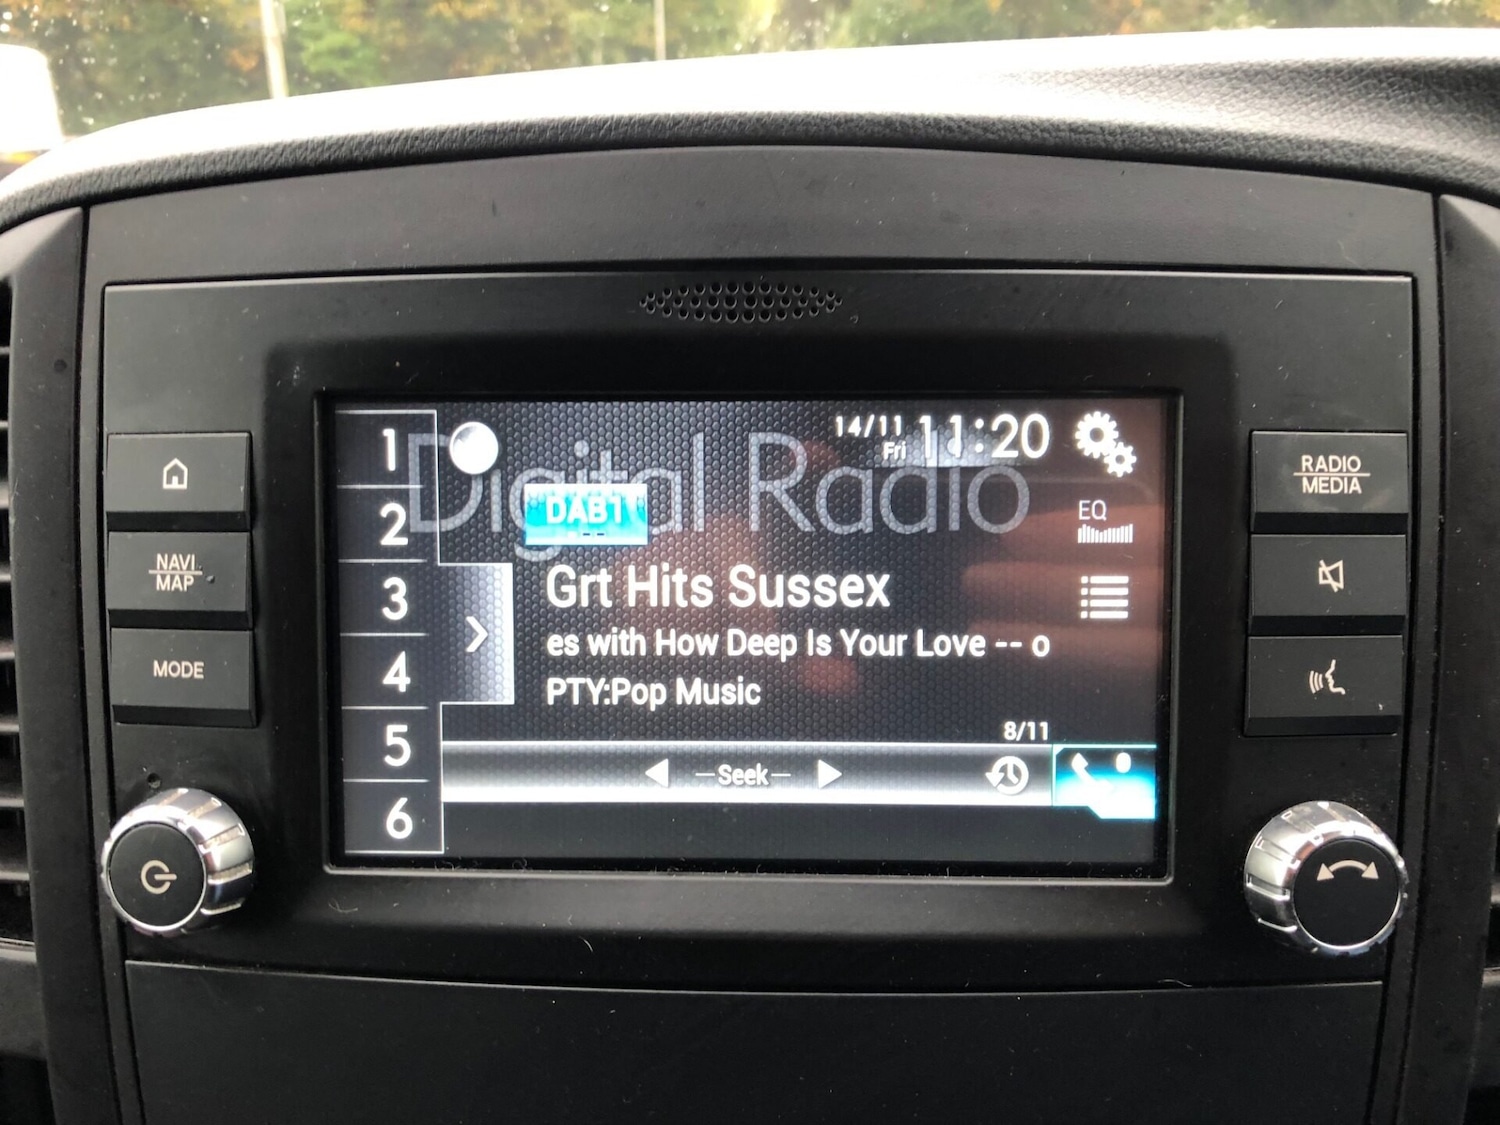 1
2
3
4
5
6
Digital Radio
14/11
Fri
11:20
DAB1
--
EQ
Grt Hits Sussex
es with How Deep Is Your Love -- o
PTY:Pop Music
8/11
Seek
NAVI
MAP
MODE
RADIO
MEDIA